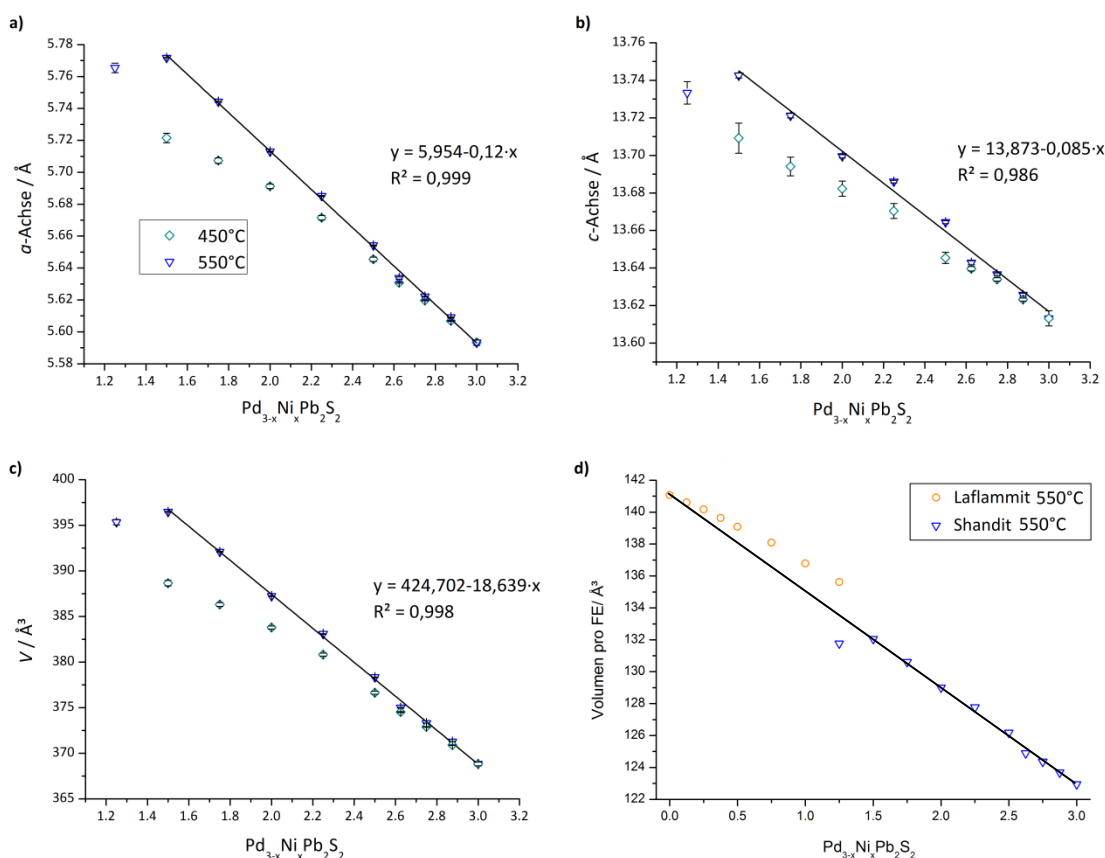 a)
5.78
5.76
5.74
5.72
5.70
5.68
5.66
5.64
5.62
5.60
5.58
a-Achse / Å
y = 5,954-0,12·x
R² = 0,999
450°C
550°C
1.2 1.4 1.6 1.8 2.0 2.2 2.4 2.6 2.8 3.0 3.2
Pd₃₋ₓNiₓPb₂S₂
b)
13.76
13.74
13.72
13.70
13.68
13.66
13.64
13.62
13.60
c-Achse / Å
y = 13,873-0,085·x
R² = 0,986
1.2 1.4 1.6 1.8 2.0 2.2 2.4 2.6 2.8 3.0 3.2
Pd₃₋ₓNiₓPb₂S₂
c)
400
395
390
385
380
375
370
365
V / Å³
y = 424,702-18,639·x
R² = 0,998
1.2 1.4 1.6 1.8 2.0 2.2 2.4 2.6 2.8 3.0 3.2
Pd₃₋ₓNiₓPb₂S₂
d)
142
140
138
136
134
132
130
128
126
124
122
Volumen pro FE/ Å³
Laflammit 550°C
Shandit 550°C
0.0 0.5 1.0 1.5 2.0 2.5 3.0
Pd₃₋ₓNiₓPb₂S₂